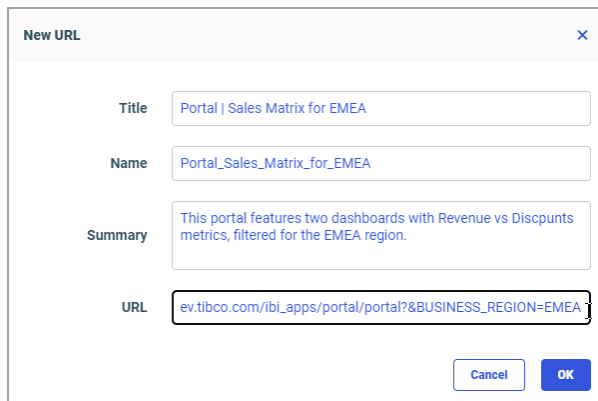 New URL ×
Title Portal | Sales Matrix for EMEA
Name Portal_Sales_Matrix_for_EMEA
Summary This portal features two dashboards with Revenue vs Discpunts
metrics, filtered for the EMEA region.
URL ev.tibco.com/ibi_apps/portal/portal?&BUSINESS_REGION=EMEA
Cancel OK